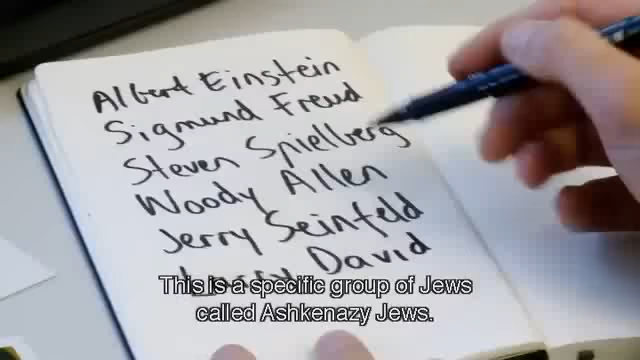 Albert Einstein
Sigmund Freud
Steven Spielberg
Woody Allen
Jerry Seinfeld
Larry David
This is a specific group of Jews
called Ashkenazy Jews.